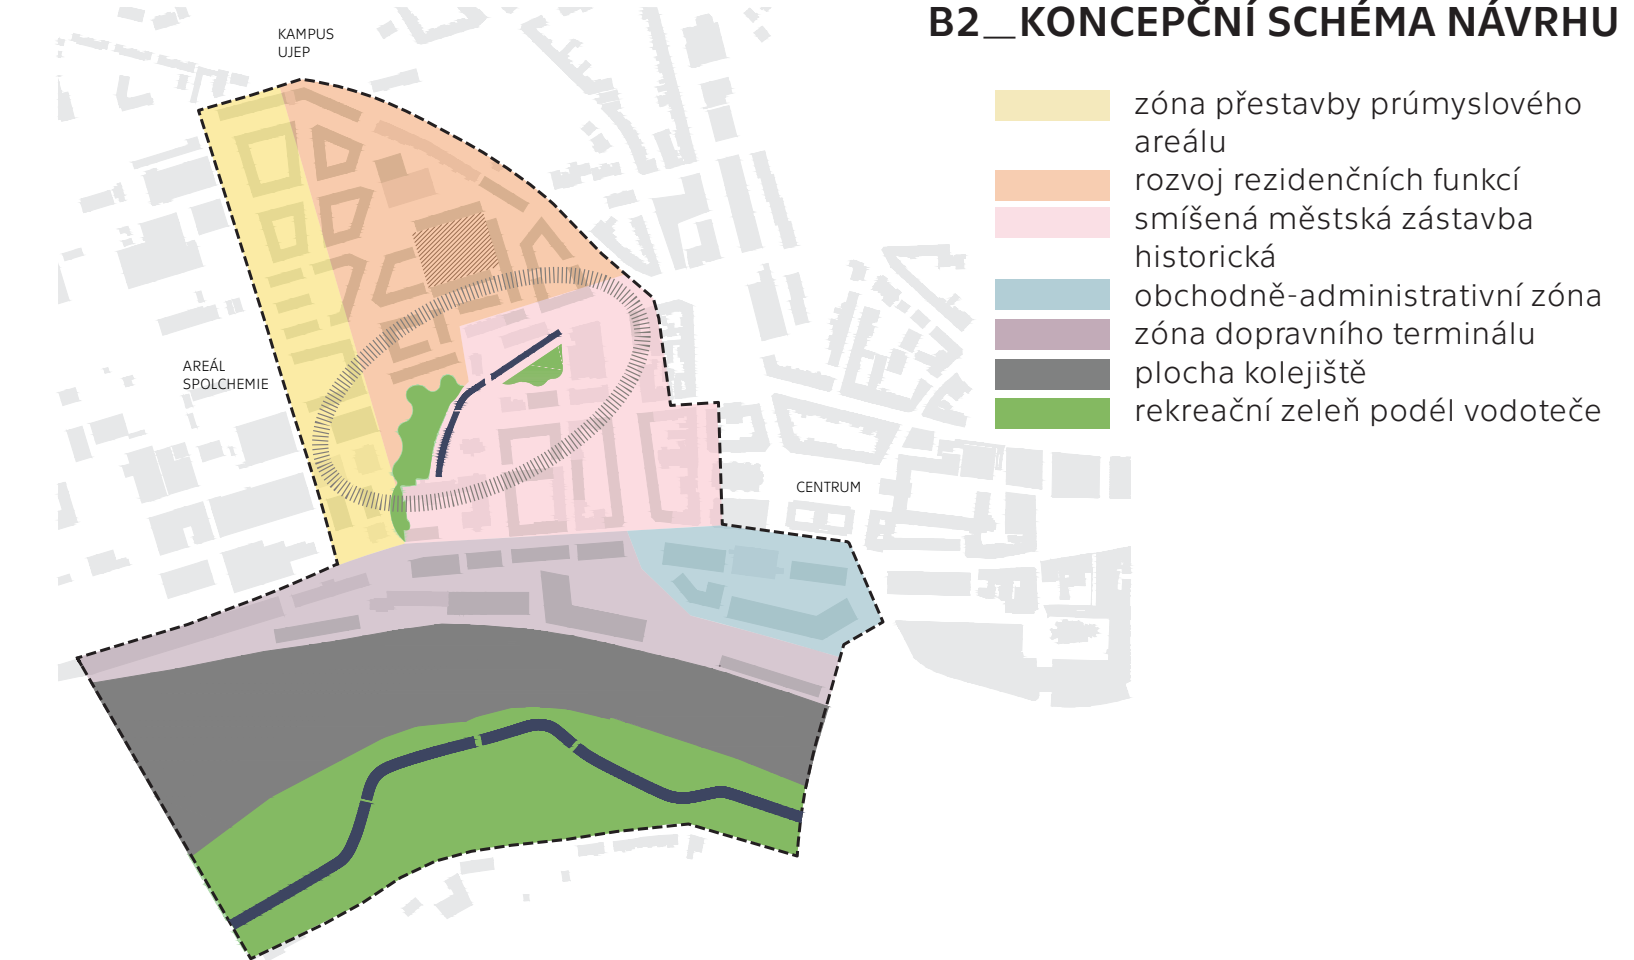 B2_KONCEPČNÍ SCHÉMA NÁVRHU
KAMPUS
UJEP
zóna přestavby prúmyslového
areálu
rozvoj rezidenčních funkcí
smíšená městská zástavba
historická
obchodně-administrativní zóna
zóna dopravního terminálu
plocha kolejiště
rekreační zeleň podél vodoteče
AREÁL
SPOLCHEMIE
CENTRUM